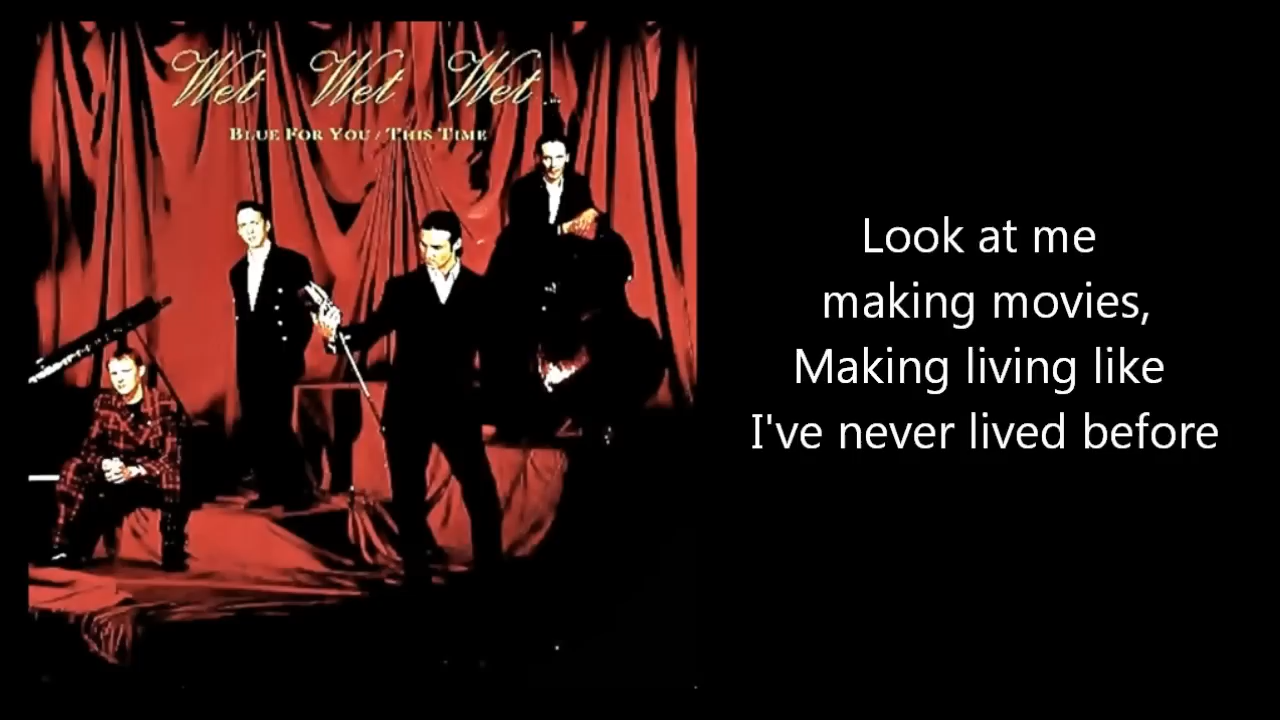 Wet Wet Wet...
BLUE FOR YOU / THIS TIME
Look at me
making movies,
Making living like
I've never lived before